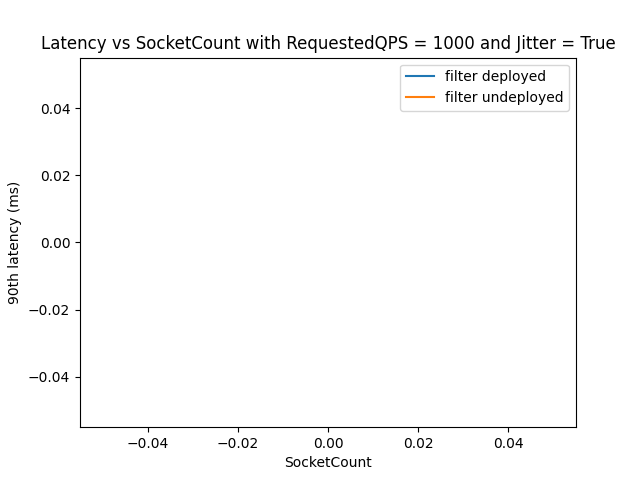 Latency vs SocketCount with RequestedQPS = 1000 and Jitter = True
filter deployed
filter undeployed
0.04
0.02
0.00
−0.02
−0.04
90th latency (ms)
−0.04
−0.02
0.00
0.02
0.04
SocketCount